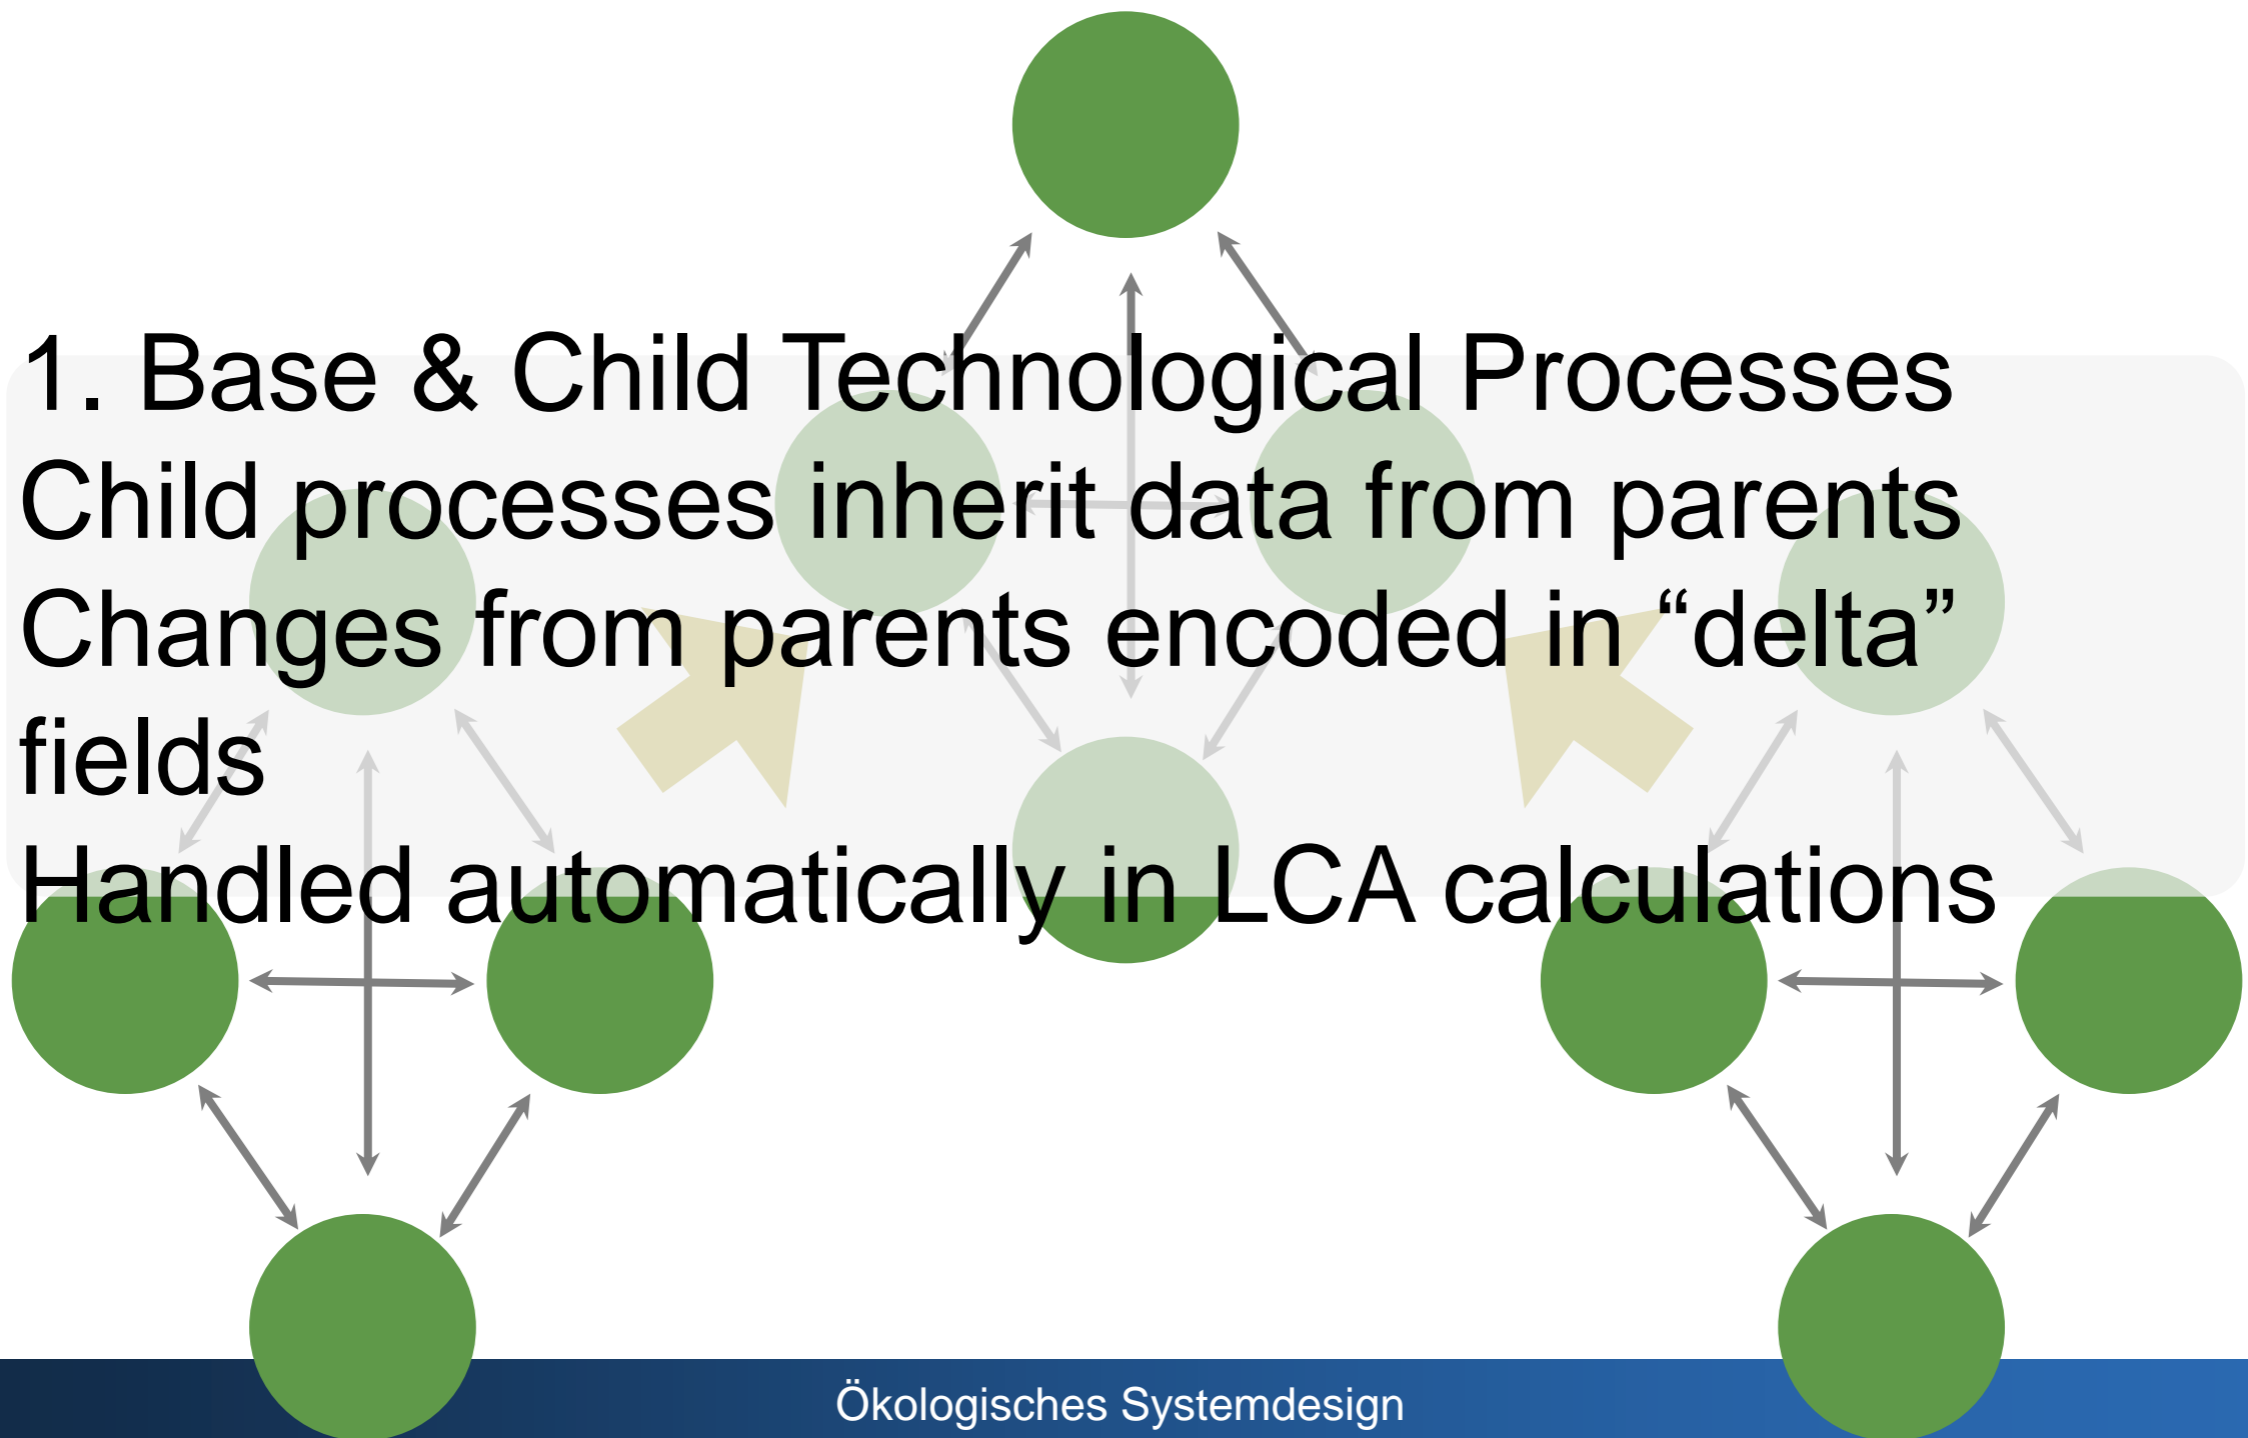 1. Base & Child Technological Processes
Child processes inherit data from parents
Changes from parents encoded in “delta”
fields
Handled automatically in LCA calculations
Ökologisches Systemdesign